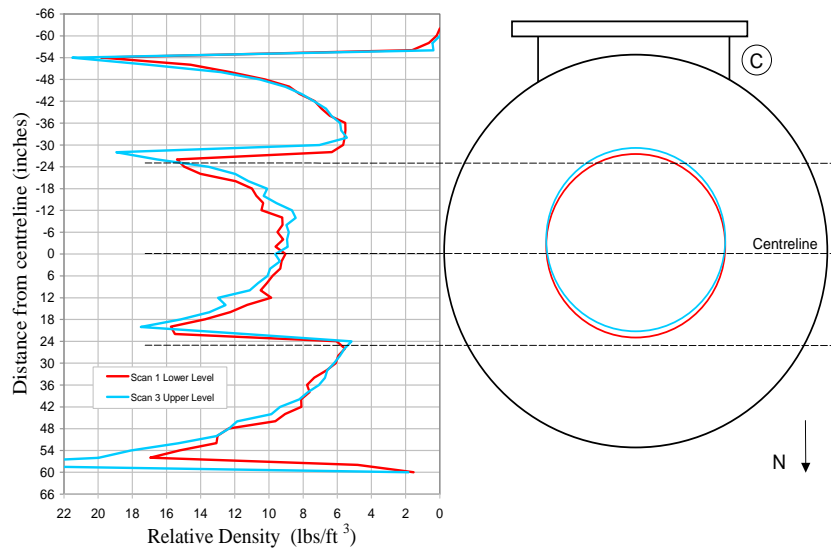 -66
-60
-54
-48
-42
-36
-30
-24
-18
-12
-6
0
6
12
18
24
30
36
42
48
54
60
66
Distance from centreline (inches)
Scan 1 Lower Level
Scan 3 Upper Level
22 20 18 16 14 12 10 8 6 4 2 0
Relative Density (lbs/ft 3)
C
Centreline
N